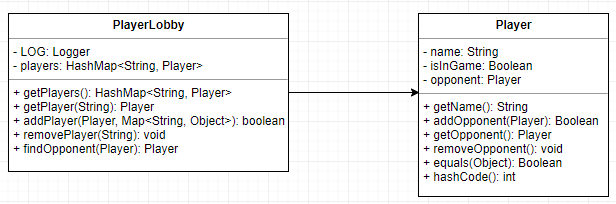 PlayerLobby
- LOG: Logger
- players: HashMap<String, Player>
+ getPlayers(): HashMap<String, Player>
+ getPlayer(String): Player
+ addPlayer(Player, Map<String, Object>): boolean
+ removePlayer(String): void
+ findOpponent(Player): Player
Player
- name: String
- isInGame: Boolean
- opponent: Player
+ getName(): String
+ addOpponent(Player): Boolean
+ getOpponent(): Player
+ removeOpponent(): void
+ equals(Object): Boolean
+ hashCode(): int